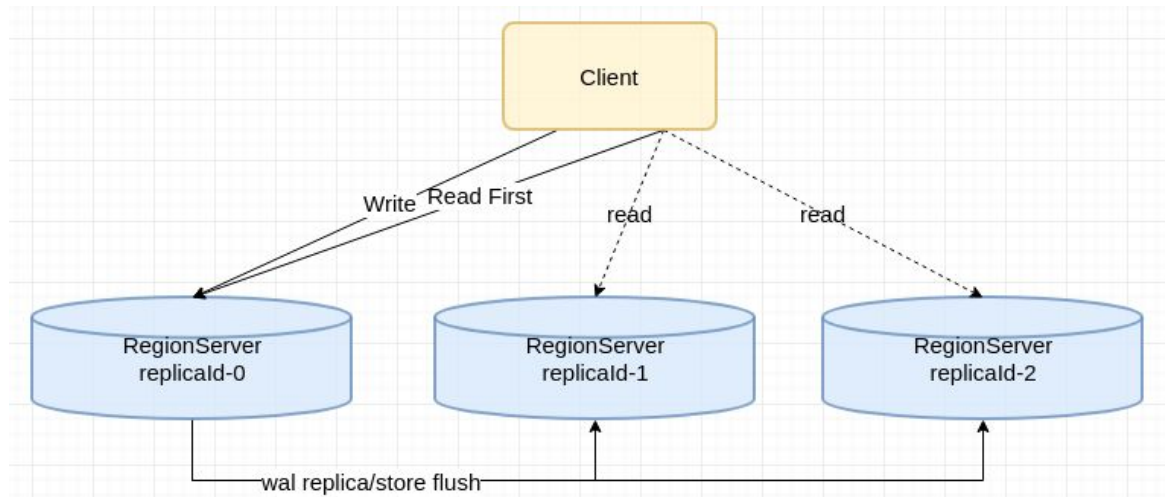 Client
Write
Read First
read
read
RegionServer
replicaId-0
RegionServer
replicaId-1
RegionServer
replicaId-2
wal replica/store flush